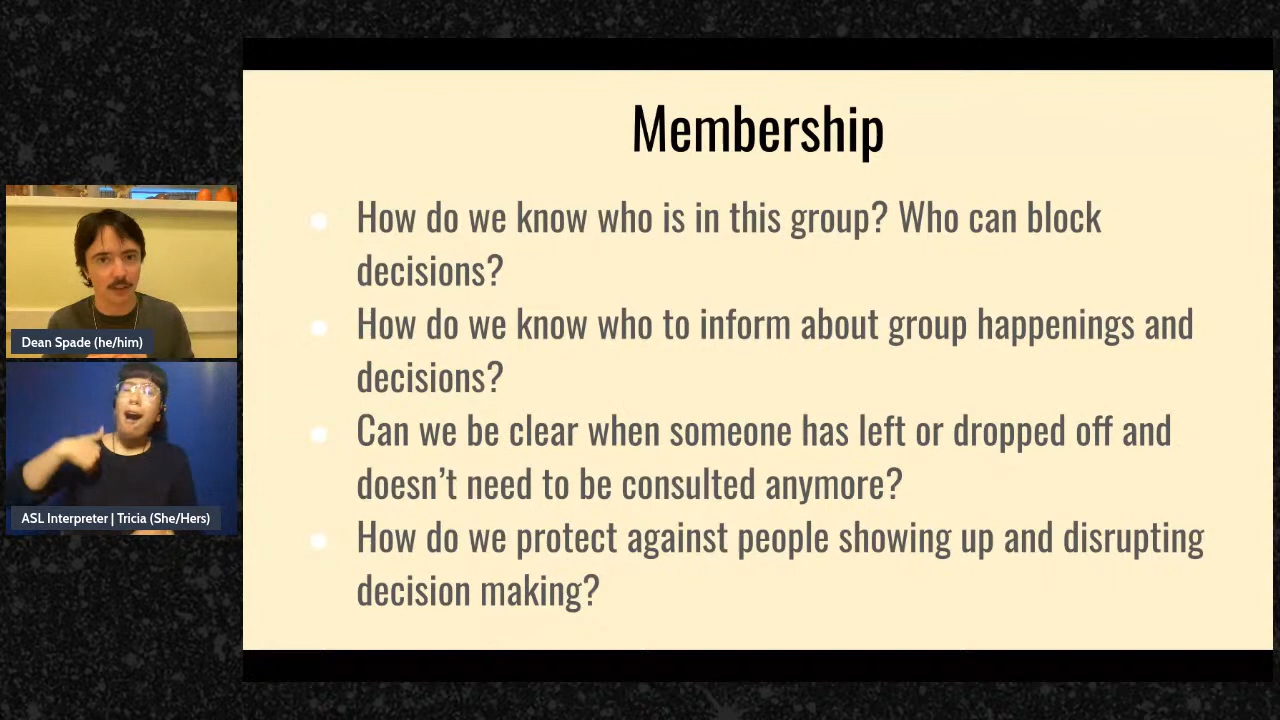 Membership
How do we know who is in this group? Who can block
decisions?
How do we know who to inform about group happenings and
decisions?
Can we be clear when someone has left or dropped off and
doesn’t need to be consulted anymore?
How do we protect against people showing up and disrupting
decision making?
Dean Spade (he/him)
ASL Interpreter | Tricia (She/Hers)